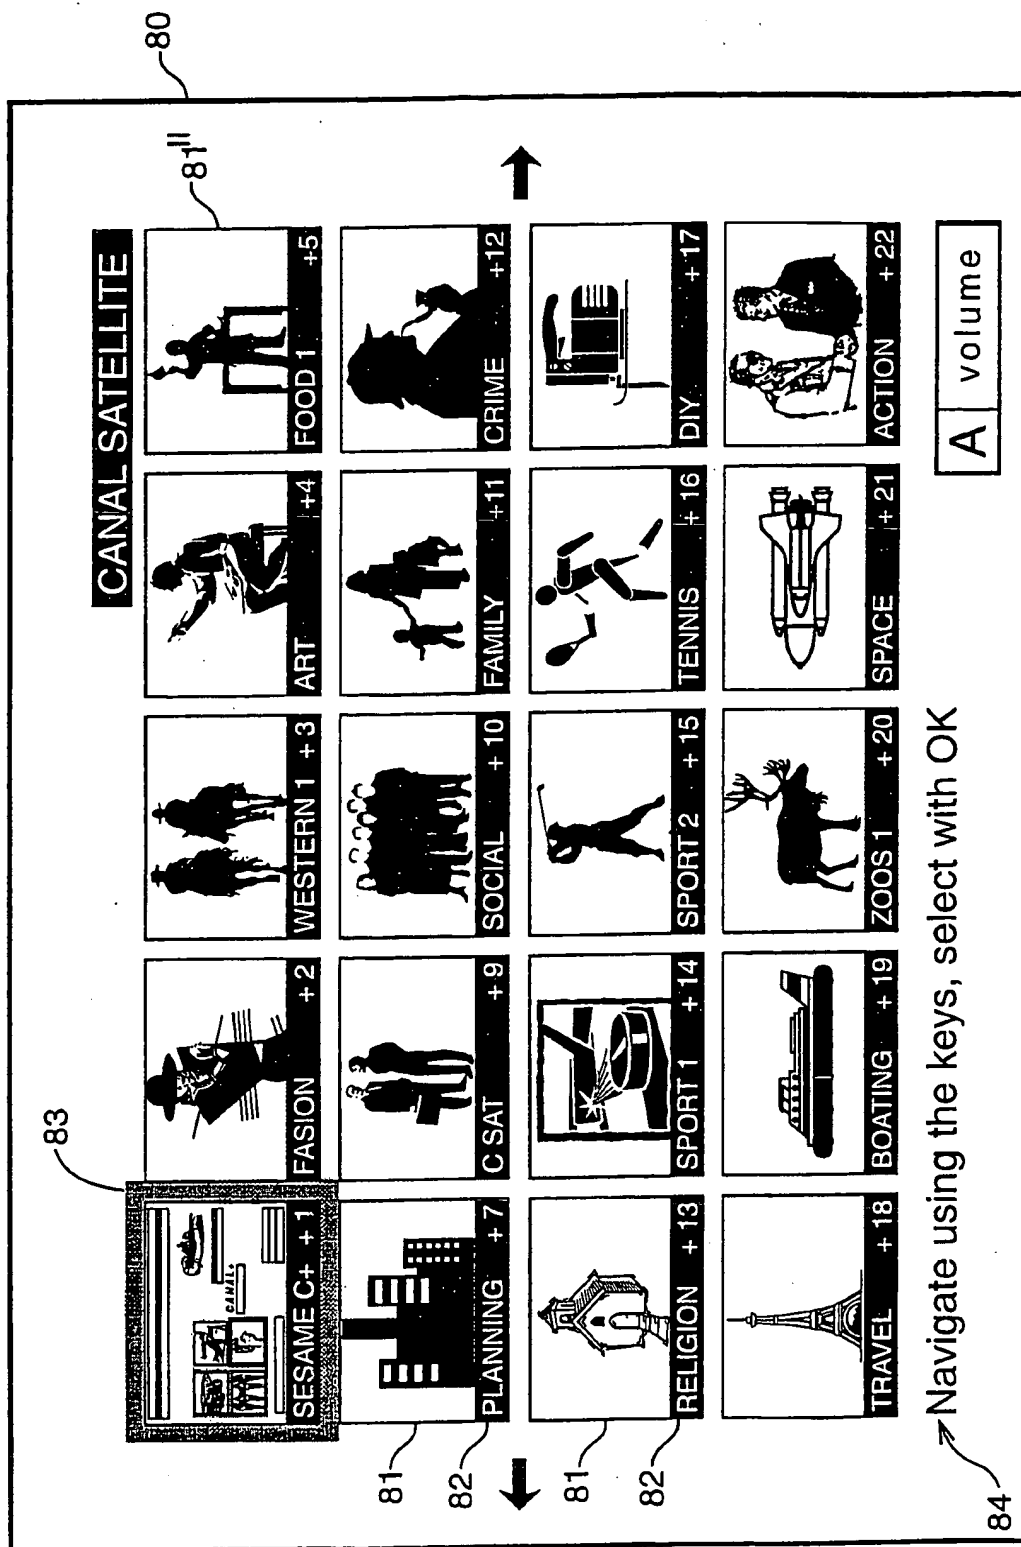 80
81"
83
CANAL SATELLITE
CANAL+
SESAME C+ + 1
FASION + 2
WESTERN 1 + 3
ART +4
FOOD 1 +5
PLANNING +7
C SAT +9
SOCIAL + 10
FAMILY +11
CRIME +12
81
82
RELIGION +13
SPORT 1 + 14
SPORT 2 + 15
TENNIS + 16
DIY + 17
81
82
TRAVEL + 18
BOATING + 19
ZOOS 1 + 20
SPACE + 21
ACTION + 22
Navigate using the keys, select with OK
A volume
84